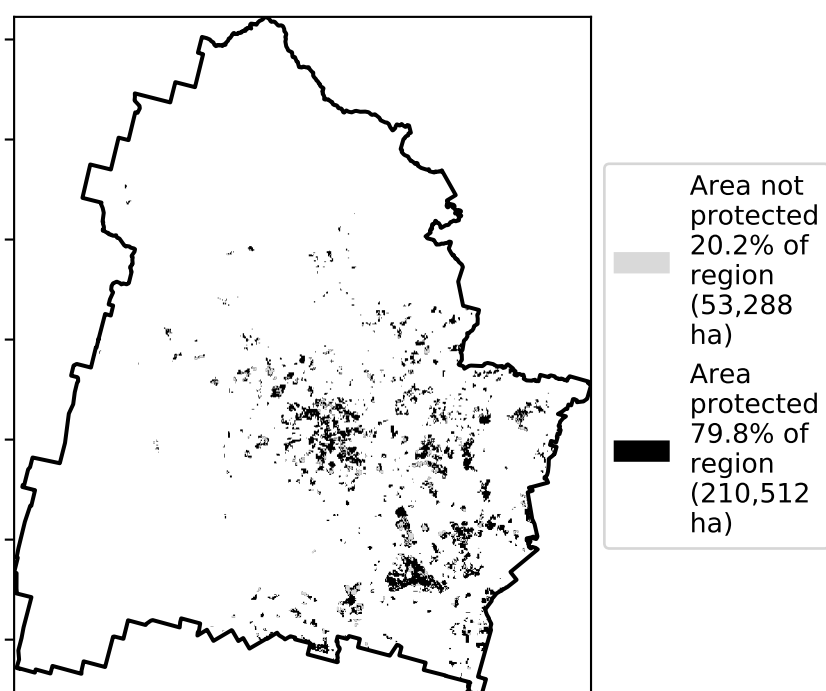 Area not
protected
20.2% of
region
(53,288
ha)
Area
protected
79.8% of
region
(210,512
ha)